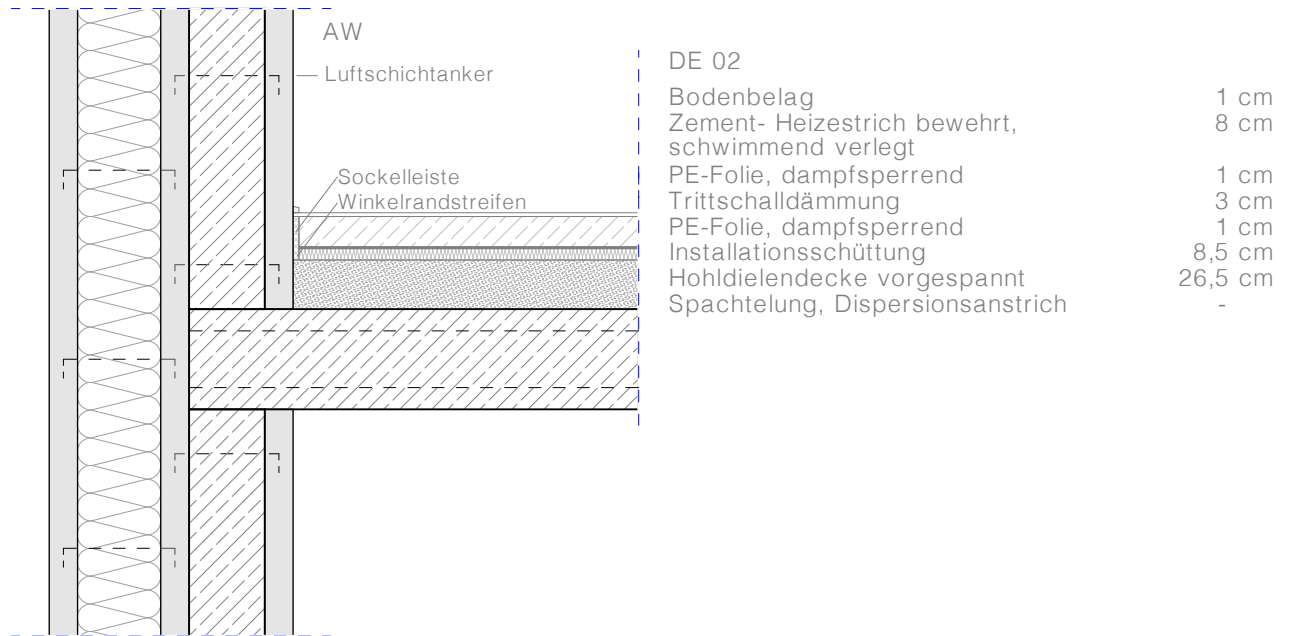 AW
Luftschichtanker
Sockelleiste
Winkelrandstreifen
DE 02
Bodenbelag 1 cm
Zement- Heizestrich bewehrt, 8 cm
schwimmend verlegt
PE-Folie, dampfsperrend 1 cm
Trittschalldämmung 3 cm
PE-Folie, dampfsperrend 1 cm
Installationsschüttung 8,5 cm
Hohldielendecke vorgespannt 26,5 cm
Spachtelung, Dispersionsanstrich -